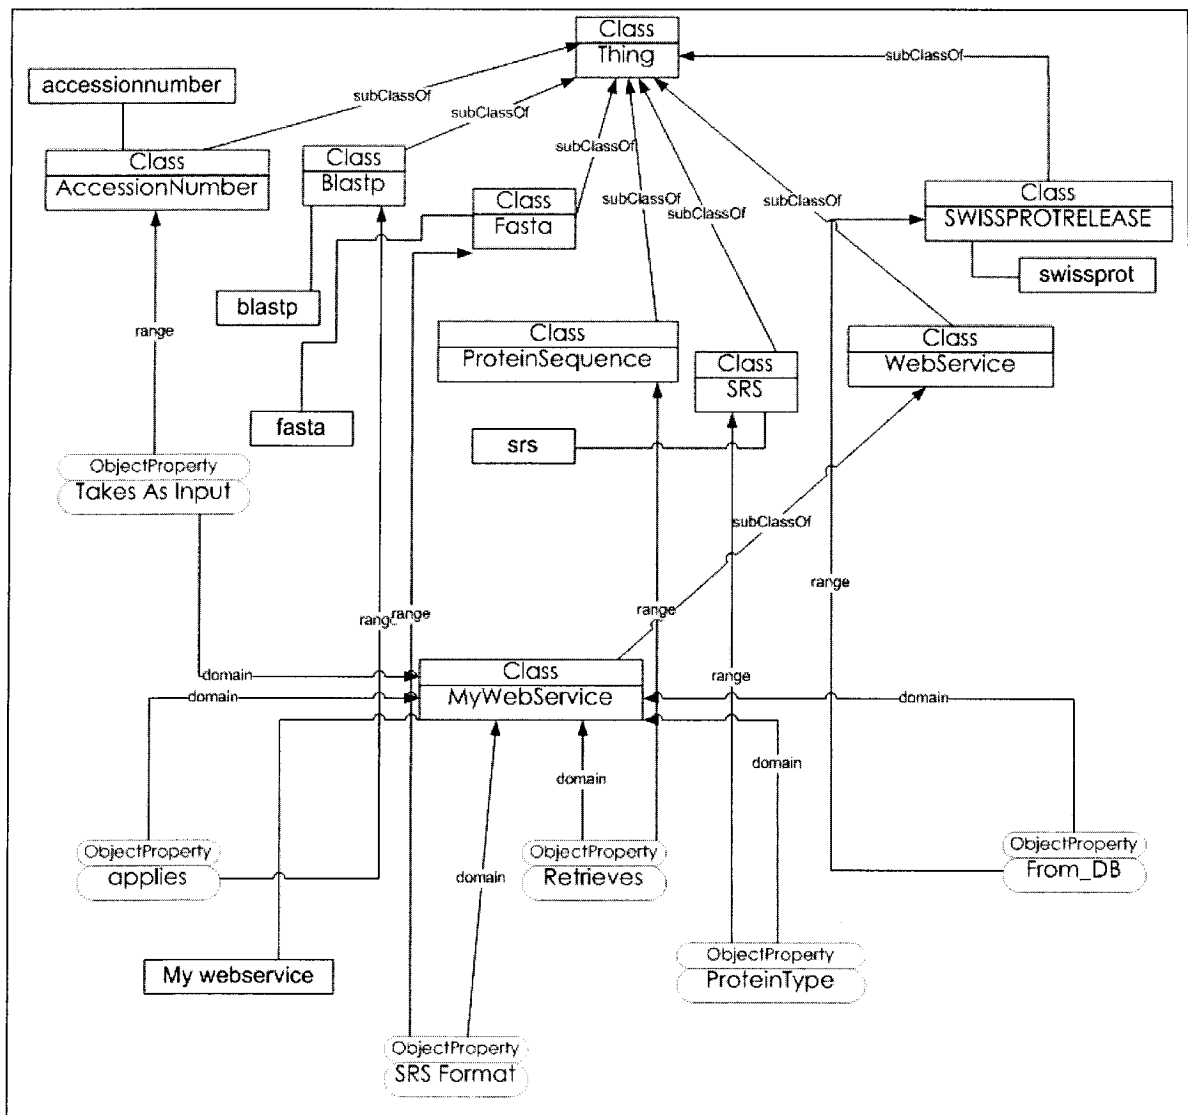 Class
Thing
subClassOf
accessionnumber
subClassOf
subClassOf
Class
AccessionNumber
Class
Blastp
subClassOf
Class
Fasta
subClassOf
subClassOf
subClassOf
Class
SWISSPROTRELEASE
swissprot
blastp
range
Class
ProteinSequence
Class
SRS
Class
WebService
fasta
srs
ObjectProperty
Takes As Input
subClassOf
range
range
range
range
domain
Class
MyWebService
range
domain
domain
domain
domain
ObjectProperty
applies
domain
ObjectProperty
Retrieves
ObjectProperty
From_DB
My webservice
ObjectProperty
ProteinType
ObjectProperty
SRS Format